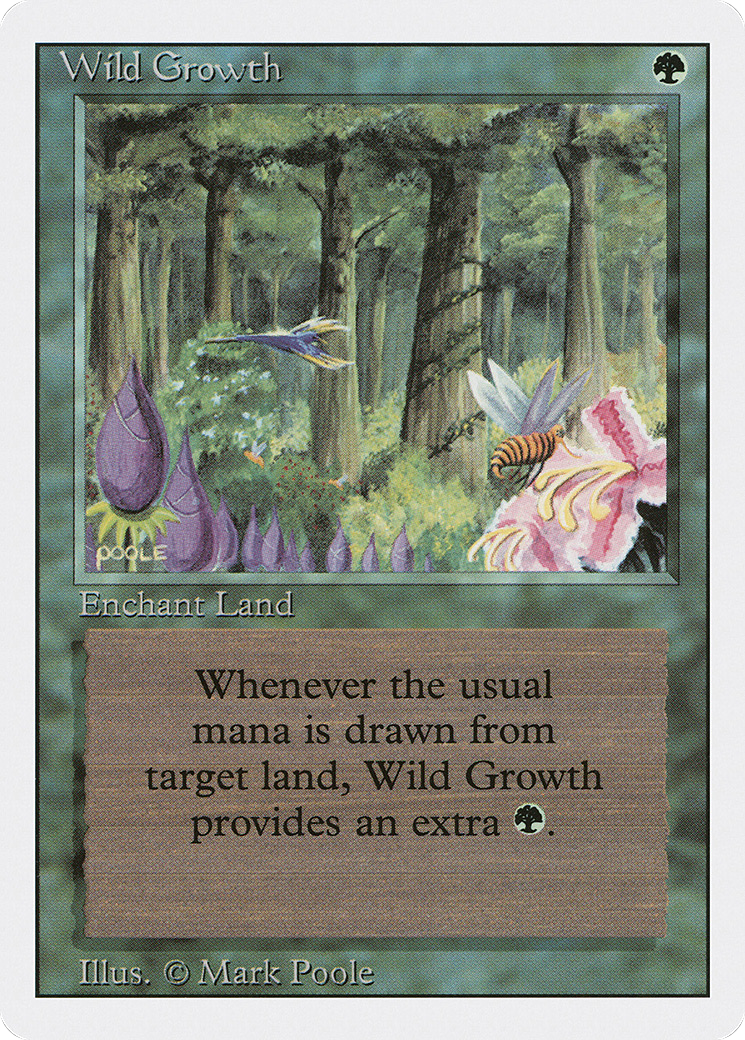 Wild Growth
POOLE
Enchant Land
Whenever the usual
mana is drawn from
target land, Wild Growth
provides an extra .
Illus. © Mark Poole